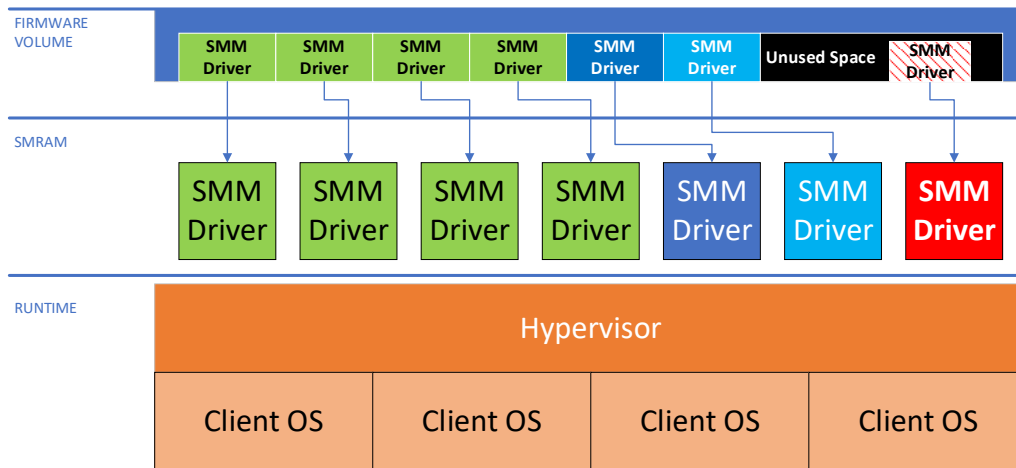 FIRMWARE
VOLUME
SMM
Driver
SMM
Driver
SMM
Driver
SMM
Driver
SMM
Driver
SMM
Driver
Unused Space
SMM
Driver
SMRAM
SMM
Driver
SMM
Driver
SMM
Driver
SMM
Driver
SMM
Driver
SMM
Driver
SMM
Driver
RUNTIME
Hypervisor
Client OS
Client OS
Client OS
Client OS